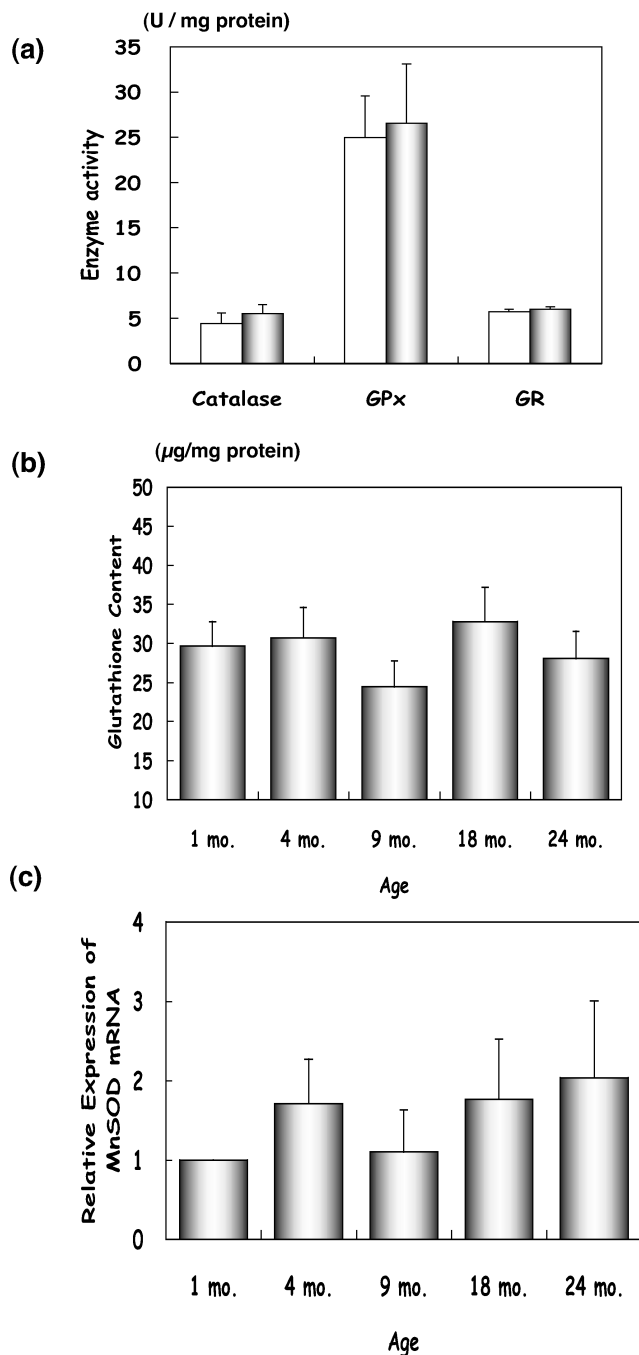 (U / mg protein)
(a)
35
30
25
20
15
10
5
0
Enzyme activity
Catalase GPx GR
(b)
(µg/mg protein)
50
45
40
35
30
25
20
15
10
Glutathione Content
1 mo. 4 mo. 9 mo. 18 mo. 24 mo.
Age
(c)
4
3
2
1
0
Relative Expression of
MnSOD mRNA
1 mo. 4 mo. 9 mo. 18 mo. 24 mo.
Age